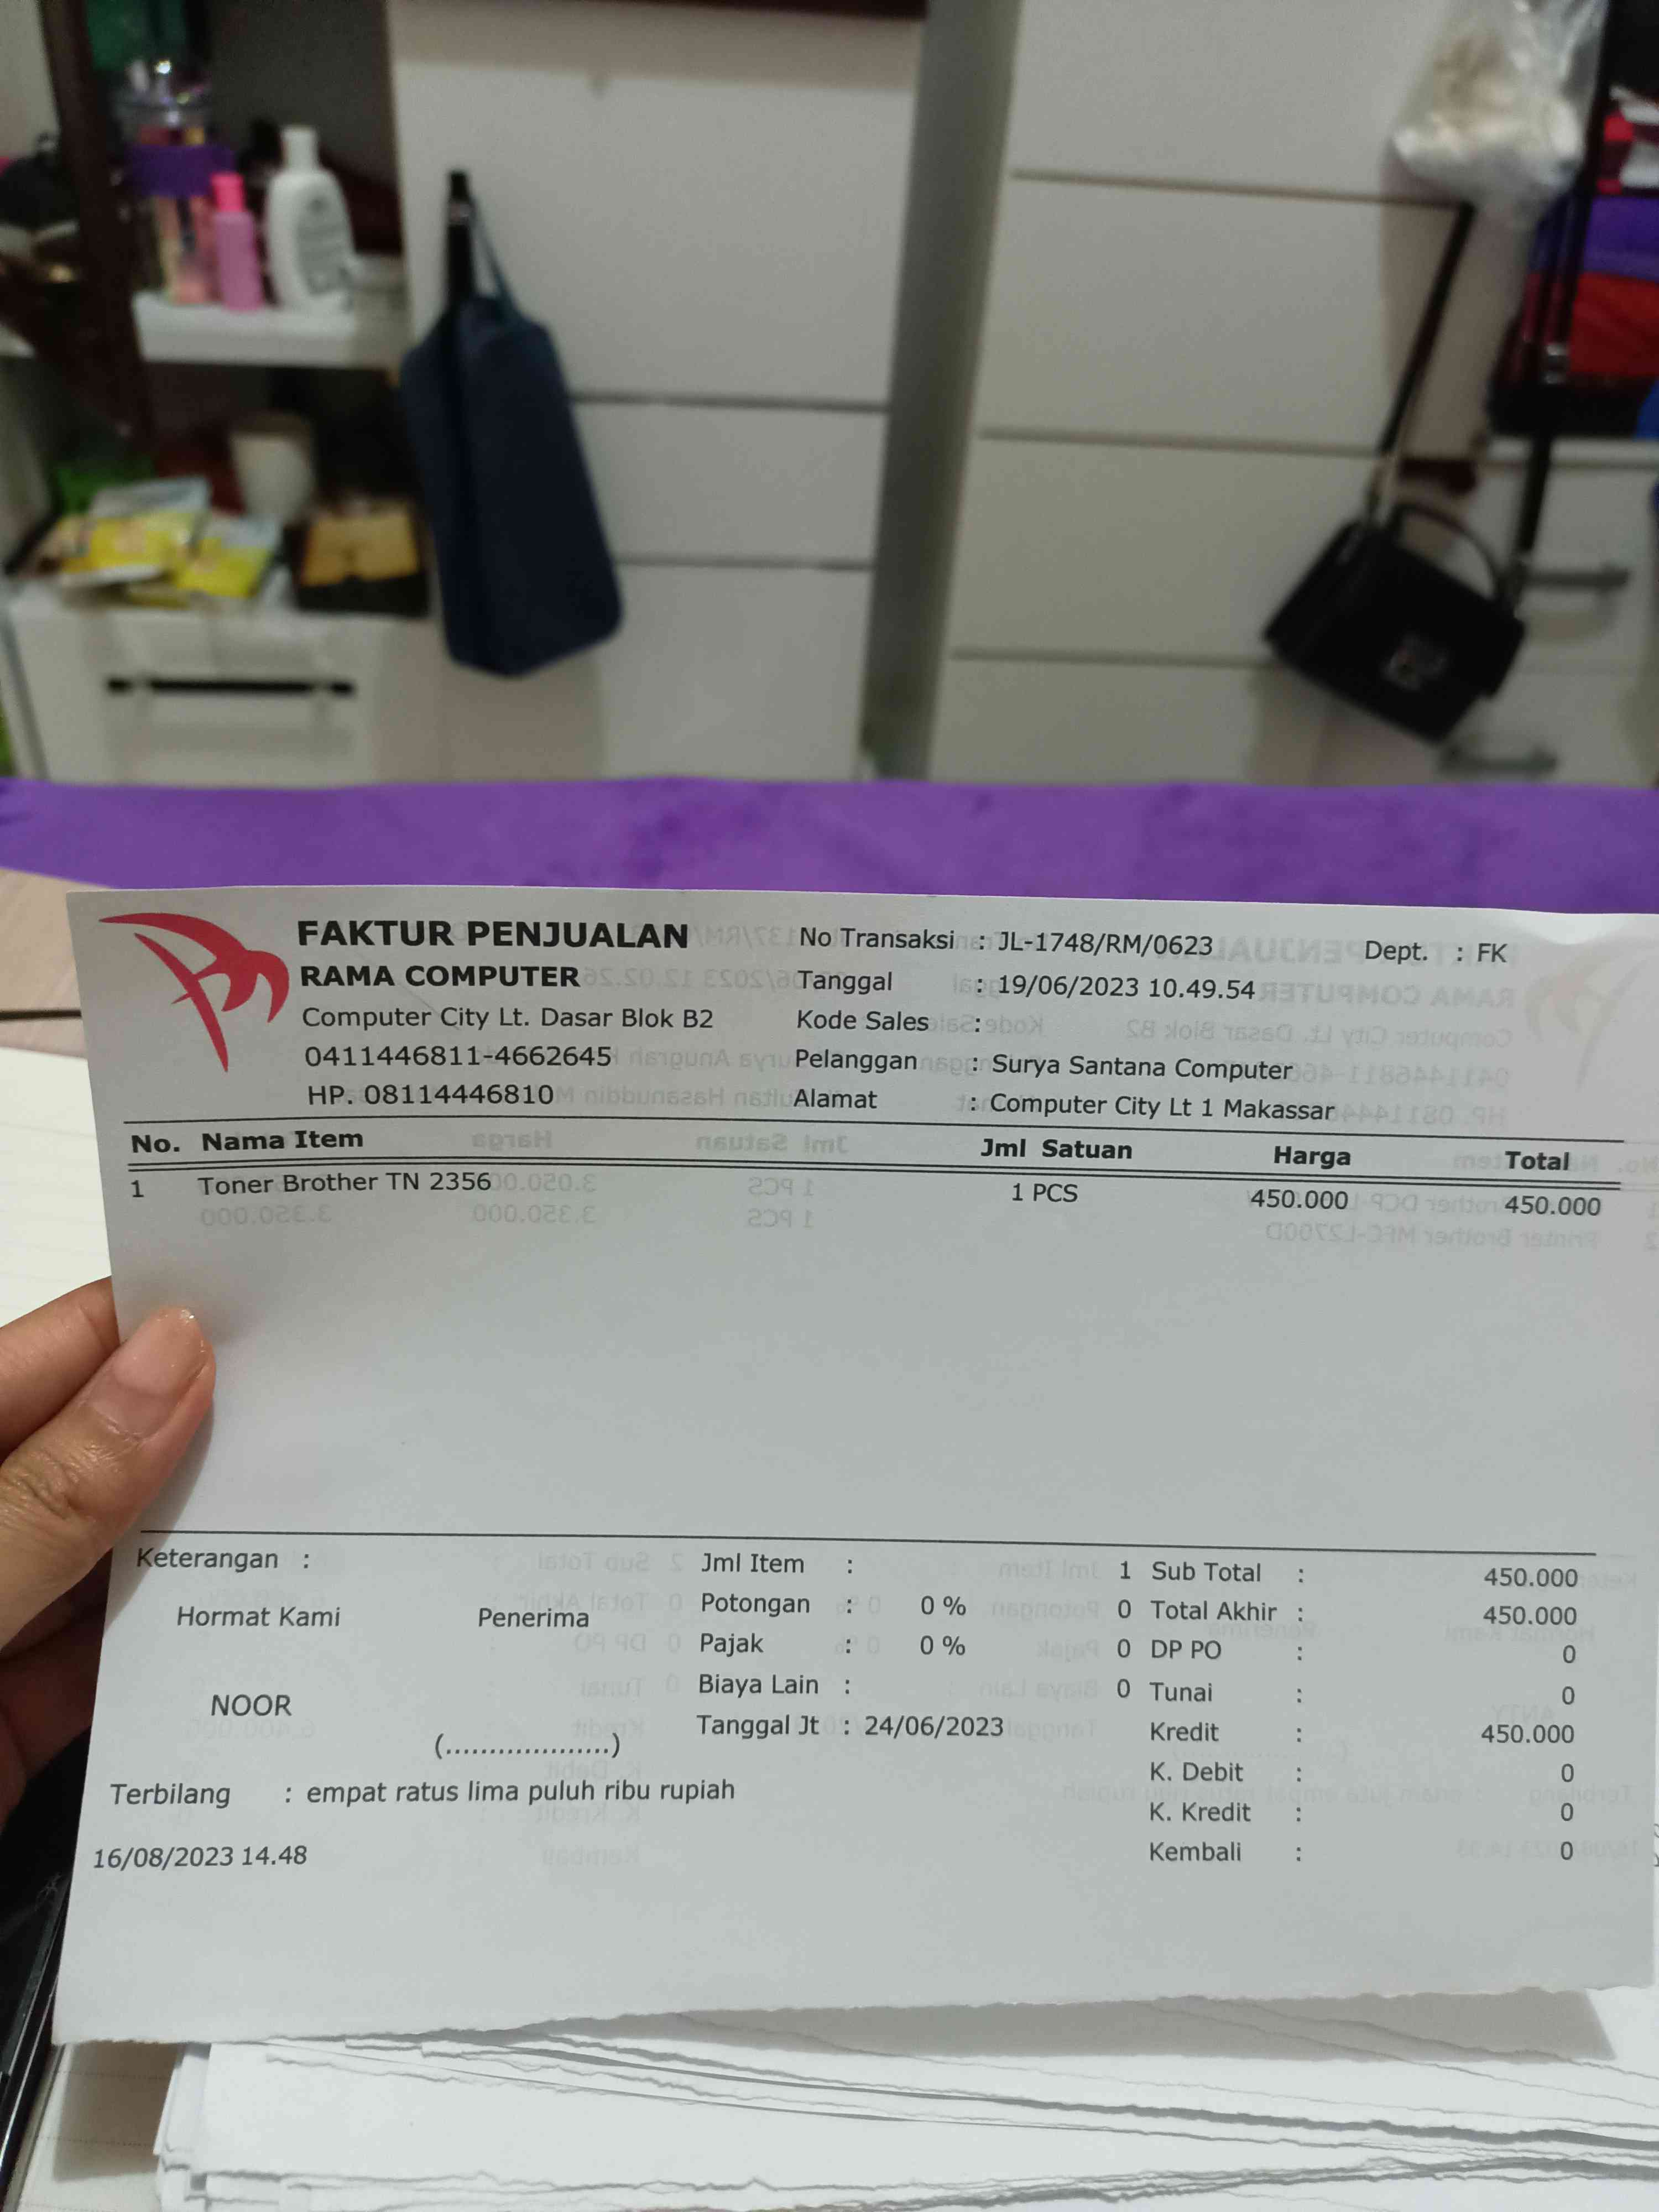 FAKTUR PENJUALAN
RAMA COMPUTER
Computer City Lt. Dasar Blok B2
0411446811-4662645
HP. 08114446810
No Transaksi : JL-1748/RM/0623
Dept. : FK
Tanggal : 19/06/2023 10.49.54
Kode Sales :
Pelanggan : Surya Santana Computer
Alamat : Computer City Lt 1 Makassar
No. Nama Item Jml Satuan Harga Total
1 Toner Brother TN 2356 1 PCS 450.000 450.000
Keterangan :
Hormat Kami Penerima
NOOR
(....................)
Jml Item : 1
Potongan : 0 % 0
Pajak : 0 % 0
Biaya Lain : 0
Tanggal Jt : 24/06/2023
Sub Total : 450.000
Total Akhir : 450.000
DP PO : 0
Tunai : 0
Kredit : 450.000
K. Debit : 0
K. Kredit : 0
Kembali : 0
Terbilang : empat ratus lima puluh ribu rupiah
16/08/2023 14.48